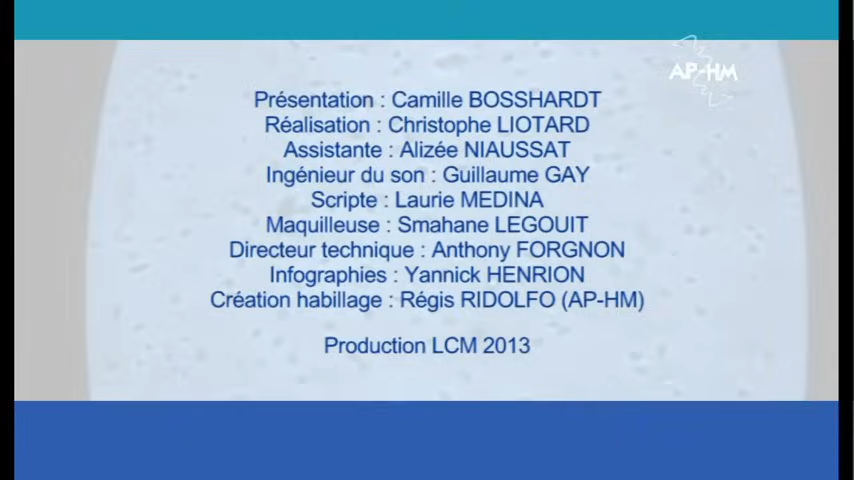 AP-HM
Présentation : Camille BOSSHARDT
Réalisation : Christophe LIOTARD
Assistante : Alizée NIAUSSAT
Ingénieur du son : Guillaume GAY
Scripte : Laurie MEDINA
Maquilleuse : Smahane LEGOUIT
Directeur technique : Anthony FORGNON
Infographies : Yannick HENRION
Création habillage : Régis RIDOLFO (AP-HM)
Production LCM 2013